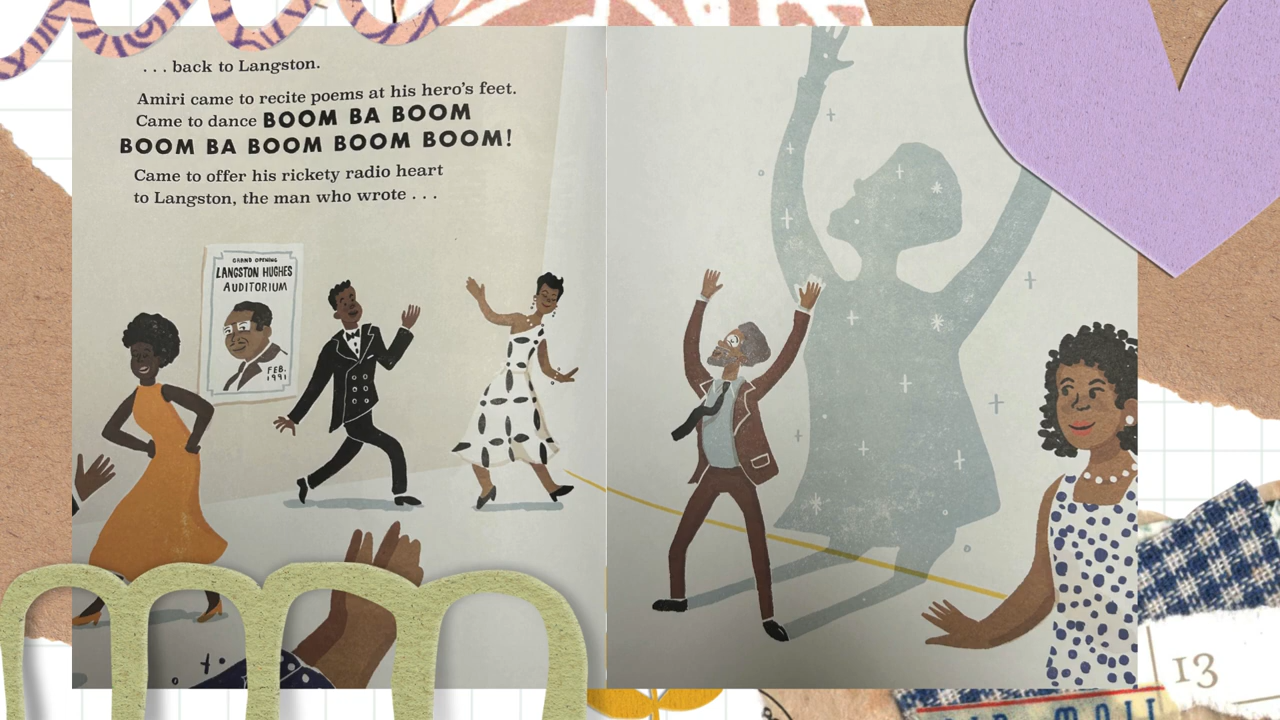 . . . back to Langston.
Amiri came to recite poems at his hero's feet.
Came to dance BOOM BA BOOM
BOOM BA BOOM BOOM BOOM!
Came to offer his rickety radio heart
to Langston, the man who wrote . . .
GRAND OPENING
LANGSTON HUGHES
AUDITORIUM
FEB.
1991
13